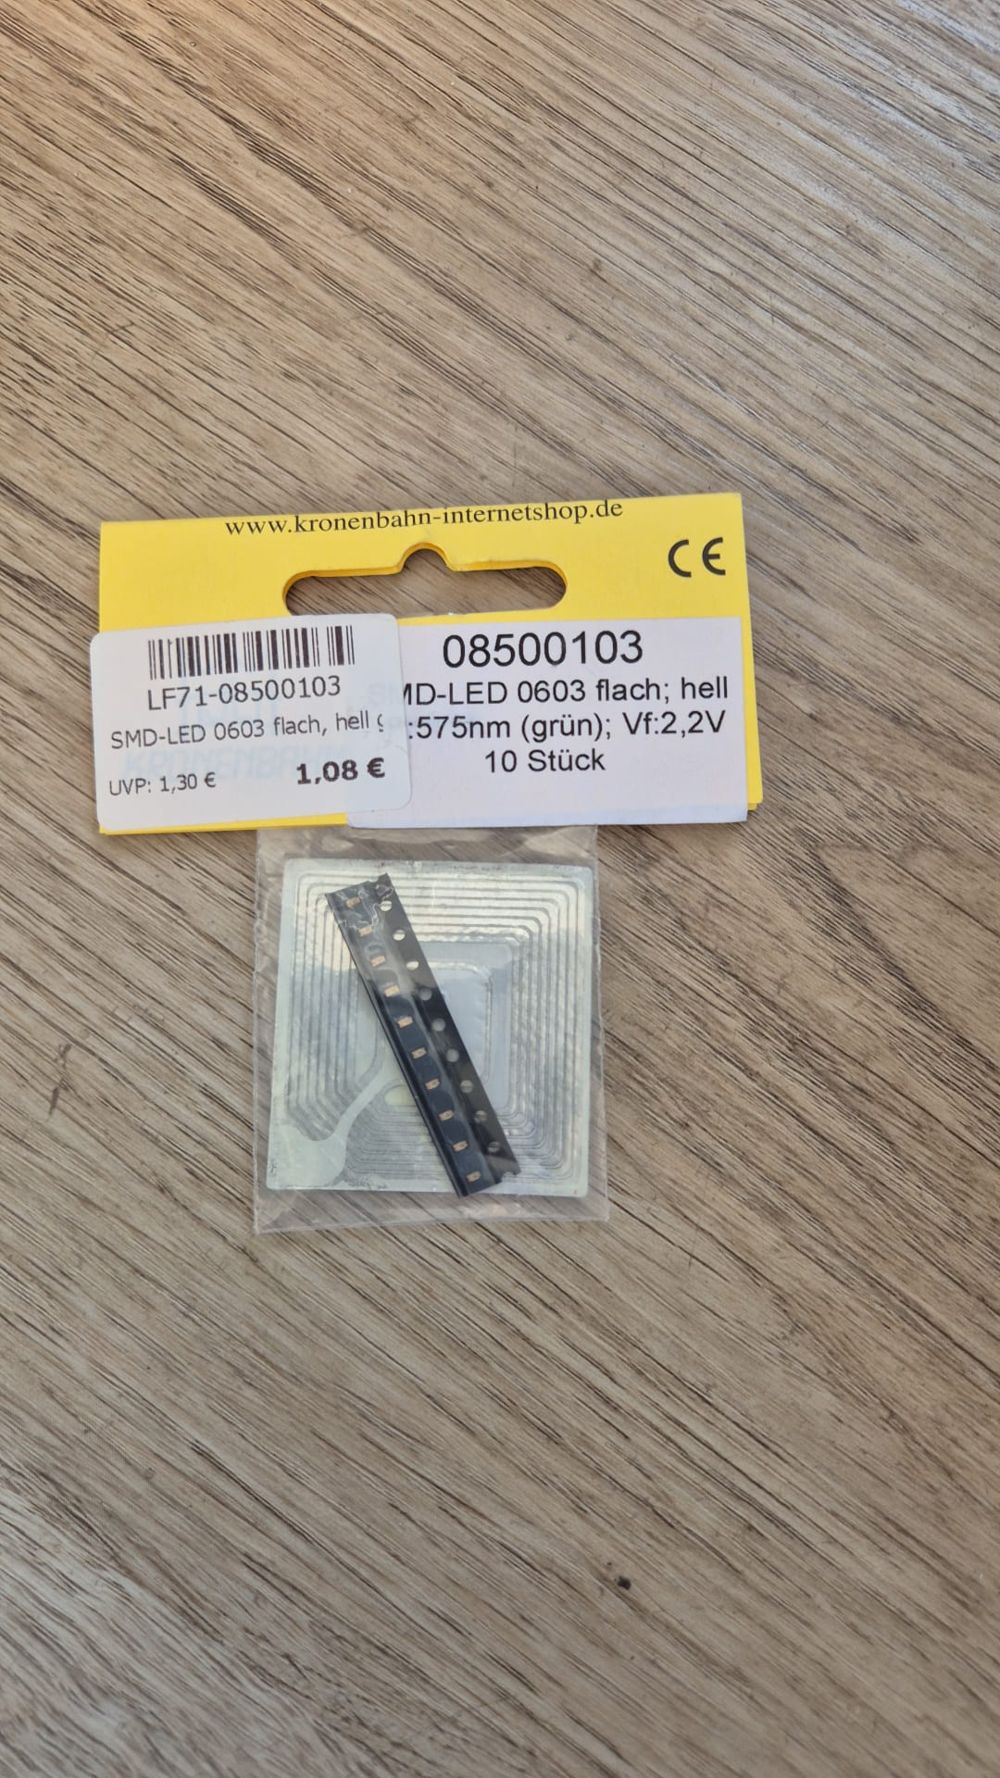 www.kronenbahn-internetshop.de
CE
LF71-08500103
SMD-LED 0603 flach, hell g
UVP: 1,30 €
1,08 €
08500103
MD-LED 0603 flach; hell
:575nm (grün); Vf:2,2V
10 Stück